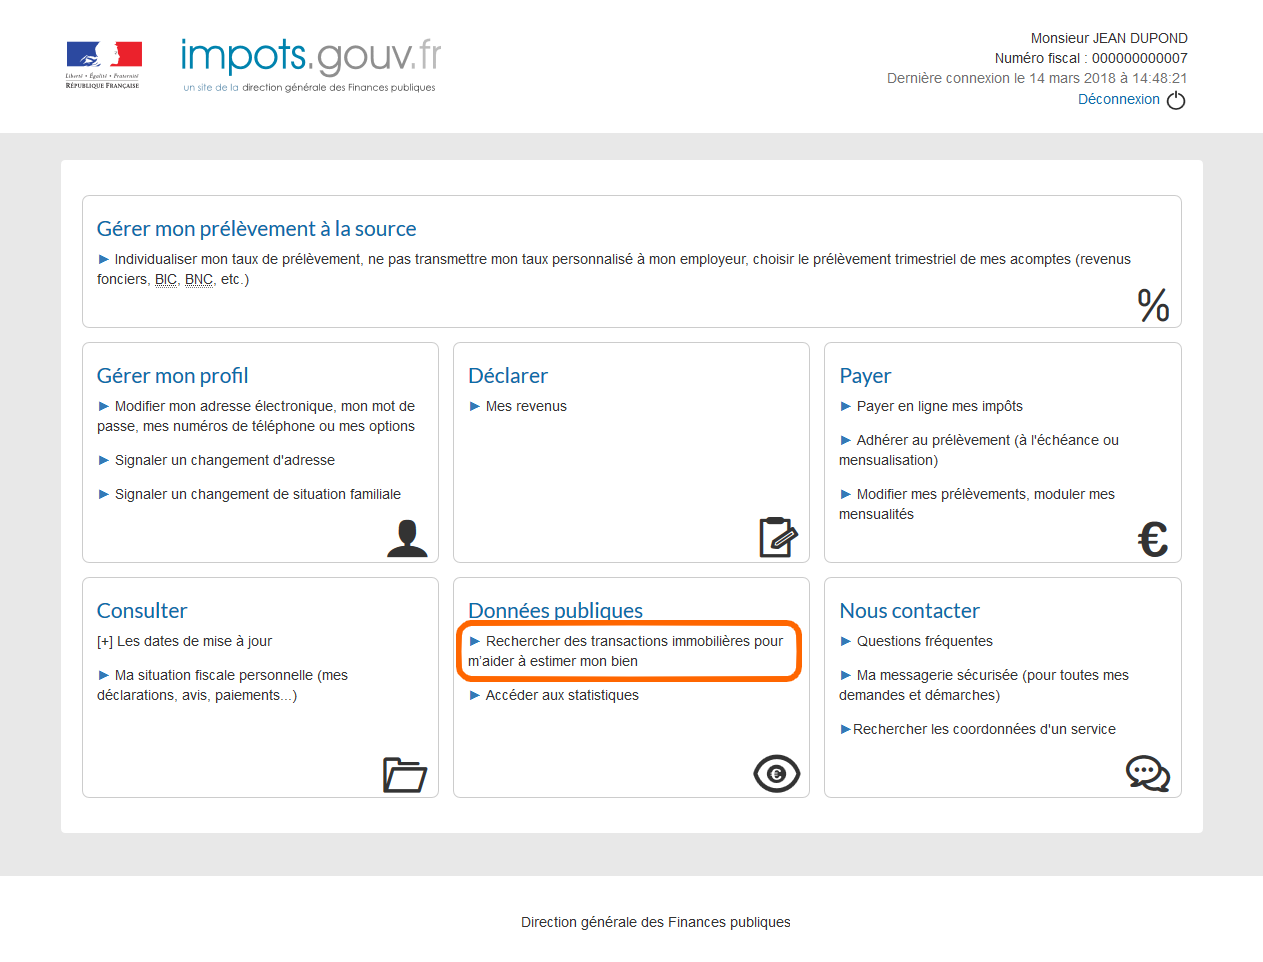 Liberté • Égalité • Fraternité
RÉPUBLIQUE FRANÇAISE
impots.gouv.fr
un site de la direction générale des Finances publiques
Monsieur JEAN DUPOND
Numéro fiscal : 000000000007
Dernière connexion le 14 mars 2018 à 14:48:21
Déconnexion
Gérer mon prélèvement à la source
► Individualiser mon taux de prélèvement, ne pas transmettre mon taux personnalisé à mon employeur, choisir le prélèvement trimestriel de mes acomptes (revenus
fonciers, BIC, BNC, etc.)
%
Gérer mon profil
► Modifier mon adresse électronique, mon mot de
passe, mes numéros de téléphone ou mes options
► Signaler un changement d'adresse
► Signaler un changement de situation familiale
Déclarer
► Mes revenus
Payer
► Payer en ligne mes impôts
► Adhérer au prélèvement (à l'échéance ou
mensualisation)
► Modifier mes prélèvements, moduler mes
mensualités
€
Consulter
[+] Les dates de mise à jour
► Ma situation fiscale personnelle (mes
déclarations, avis, paiements...)
Données publiques
► Rechercher des transactions immobilières pour
m'aider à estimer mon bien
► Accéder aux statistiques
€
Nous contacter
► Questions fréquentes
► Ma messagerie sécurisée (pour toutes mes
demandes et démarches)
►Rechercher les coordonnées d'un service
Direction générale des Finances publiques